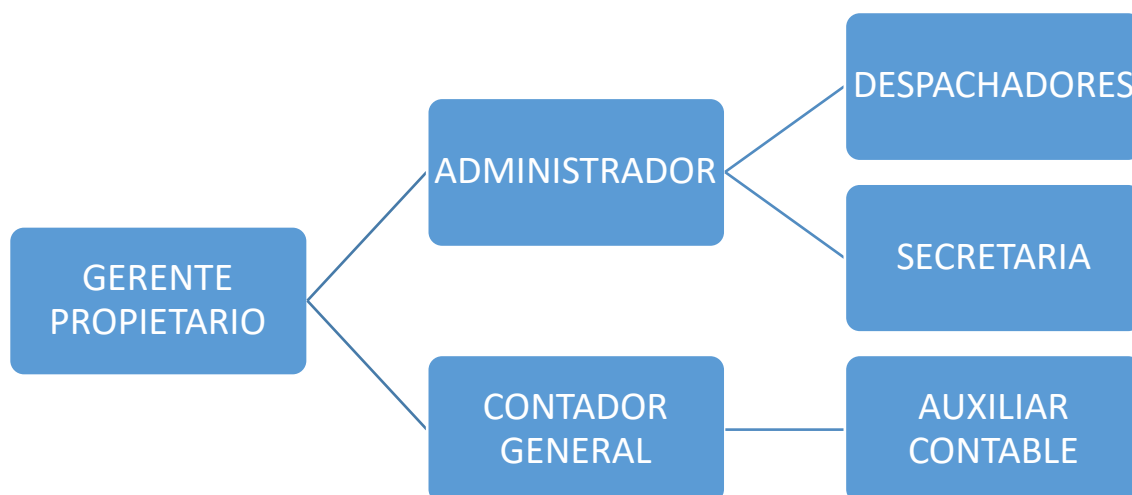 GERENTE
PROPIETARIO
ADMINISTRADOR
DESPACHADORES
SECRETARIA
CONTADOR
GENERAL
AUXILIAR
CONTABLE